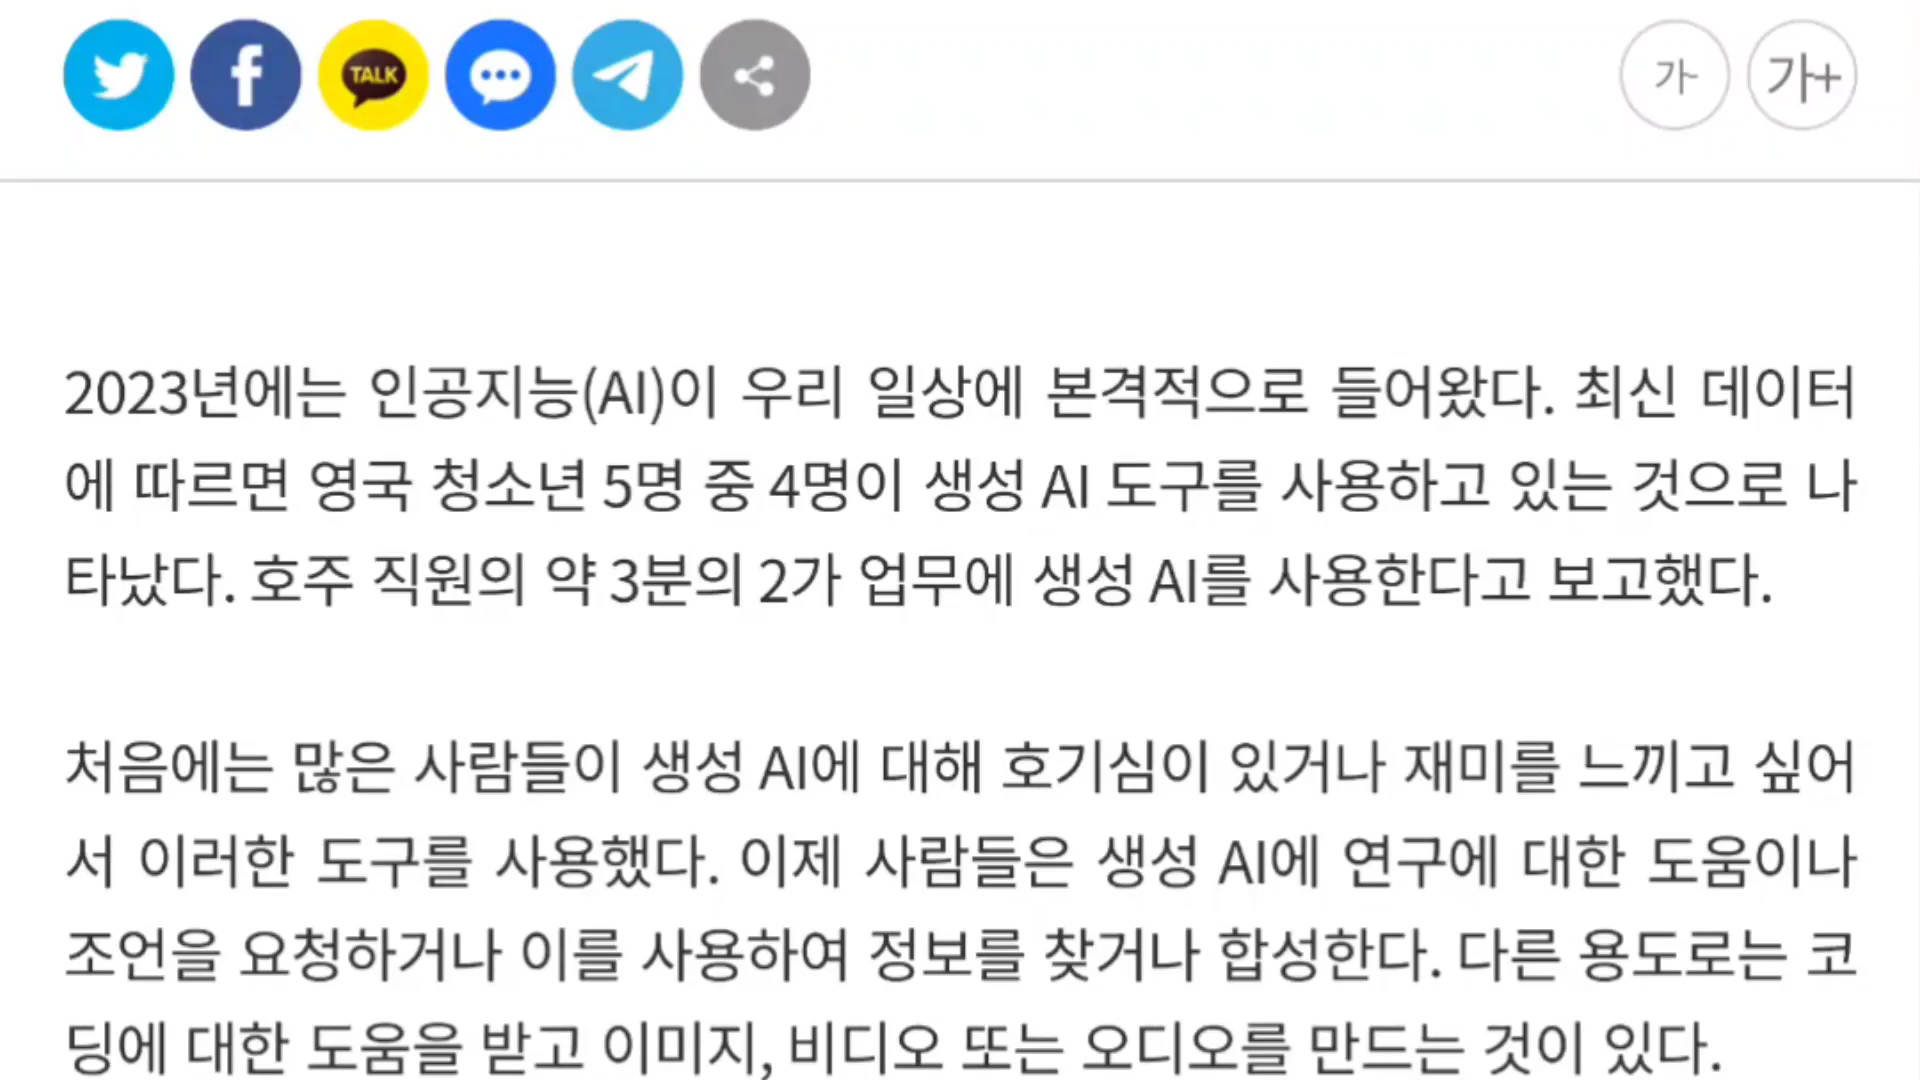 TALK
가-
가+
2023년에는 인공지능(AI)이 우리 일상에 본격적으로 들어왔다. 최신 데이터
에 따르면 영국 청소년 5명 중 4명이 생성 AI 도구를 사용하고 있는 것으로 나
타났다. 호주 직원의 약 3분의 2가 업무에 생성 AI를 사용한다고 보고했다.
처음에는 많은 사람들이 생성 AI에 대해 호기심이 있거나 재미를 느끼고 싶어
서 이러한 도구를 사용했다. 이제 사람들은 생성 AI에 연구에 대한 도움이나
조언을 요청하거나 이를 사용하여 정보를 찾거나 합성한다. 다른 용도로는 코
딩에 대한 도움을 받고 이미지, 비디오 또는 오디오를 만드는 것이 있다.